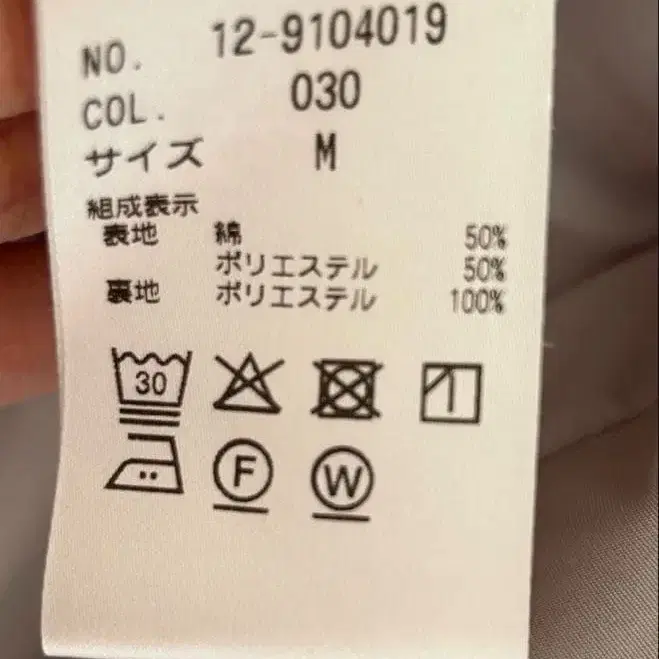 NO. 12-9104019
COL. 030
サイズ M
組成表示
表地 綿 50%
ポリエステル 50%
裏地 ポリエステル 100%
30
F W